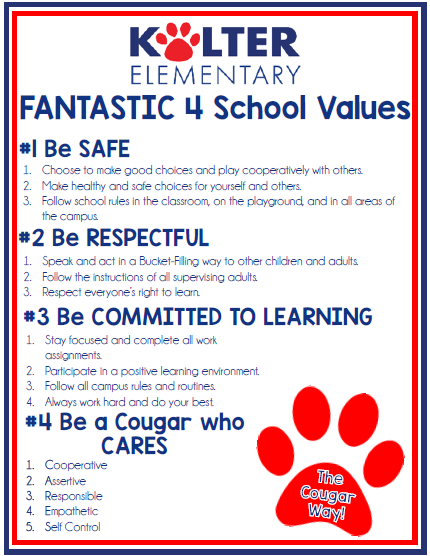 KOLTER
ELEMENTARY
FANTASTIC 4 School Values
#1 Be SAFE
1. Choose to make good choices and play cooperatively with others.
2. Make healthy and safe choices for yourself and others.
3. Follow school rules in the classroom, on the playground, and in all areas of
the campus.
#2 Be RESPECTFUL
1. Speak and act in a Bucket-Filling way to other children and adults.
2. Follow the instructions of all supervising adults.
3. Respect everyone's right to learn.
#3 Be COMMITTED TO LEARNING
1. Stay focused and complete all work
assignments.
2. Participate in a positive learning environment.
3. Follow all campus rules and routines.
4. Always work hard and do your best.
#4 Be a Cougar who
CARES
1. Cooperative
2. Assertive
3. Responsible
4. Empathetic
5. Self Control
The
Cougar
Way!